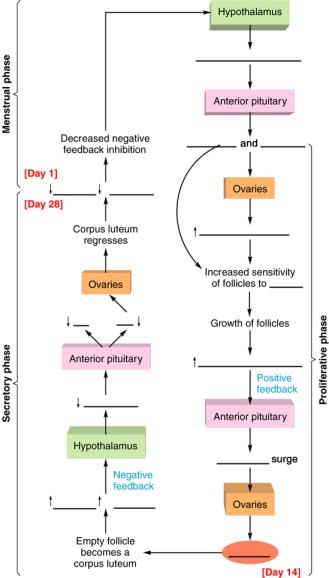 Hypothalamus
Anterior pituitary
and
Ovaries
Increased sensitivity
of follicles to
Growth of follicles
Positive
feedback
Anterior pituitary
surge
Ovaries
[Day 14]
Empty follicle
becomes a
corpus luteum
Negative
feedback
Hypothalamus
Anterior pituitary
Ovaries
Corpus luteum
regresses
[Day 28]
[Day 1]
Decreased negative
feedback inhibition
Menstrual phase
Secretory phase
Proliferative phase